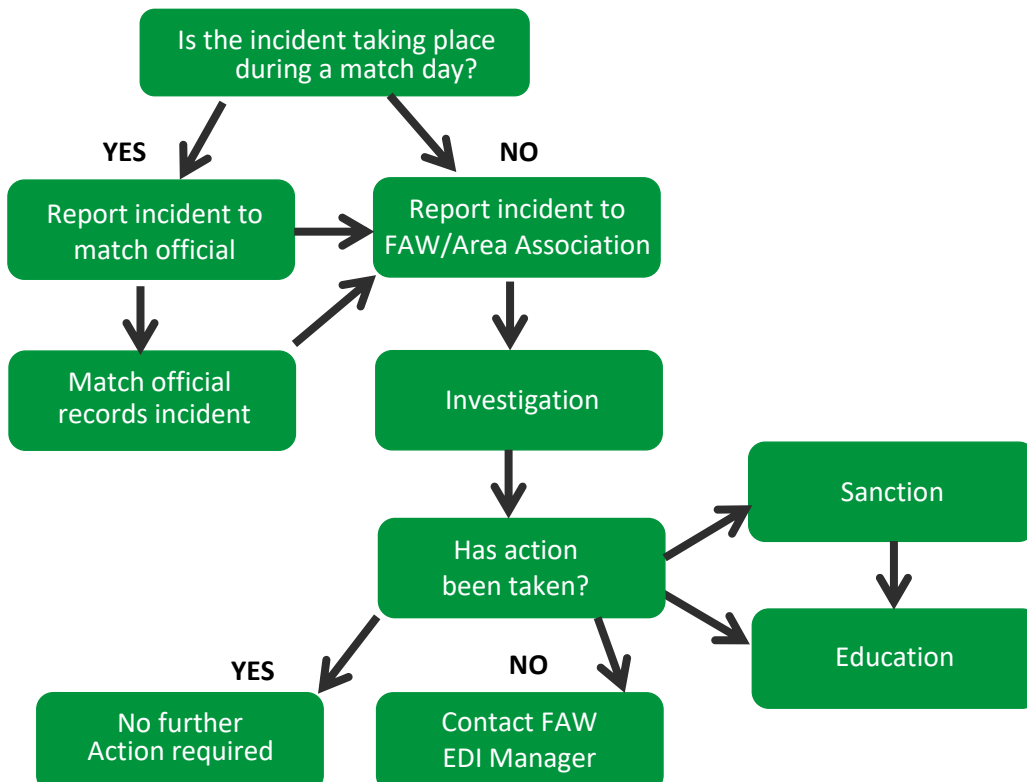 Is the incident taking place
during a match day?
YES
NO
Report incident to
match official
Report incident to
FAW/Area Association
Match official
records incident
Investigation
Sanction
Has action
been taken?
Education
YES
NO
No further
Action required
Contact FAW
EDI Manager